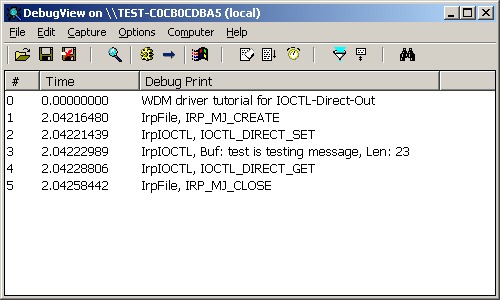 DebugView on \\TEST-C0CB0CDBA5 (local)
File Edit Capture Options Computer Help
# Time Debug Print
0 0.00000000 WDM driver tutorial for IOCTL-Direct-Out
1 2.04216480 IrpFile, IRP_MJ_CREATE
2 2.04221439 IrpIOCTL, IOCTL_DIRECT_SET
3 2.04222989 IrpIOCTL, Buf: test is testing message, Len: 23
4 2.04228806 IrpIOCTL, IOCTL_DIRECT_GET
5 2.04258442 IrpFile, IRP_MJ_CLOSE